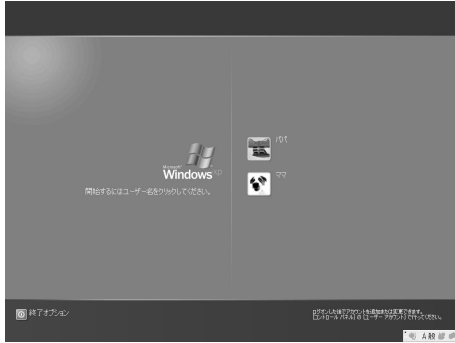 パパ
ママ
Microsoft
Windows xp
開始するにはユーザー名をクリックしてください。
終了オプション
ログオンした後でアカウントを追加または変更できます。
[コントロール パネル] の [ユーザー アカウント] で行ってください。
A 般